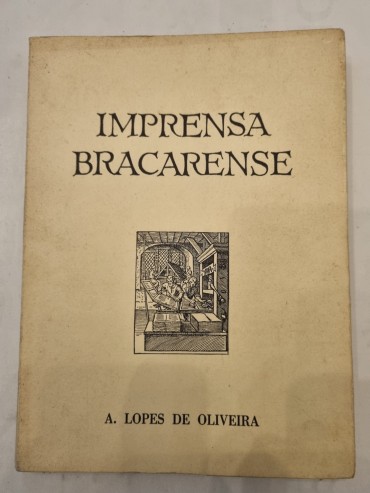 IMPRENSA
BRACARENSE
A. LOPES DE OLIVEIRA